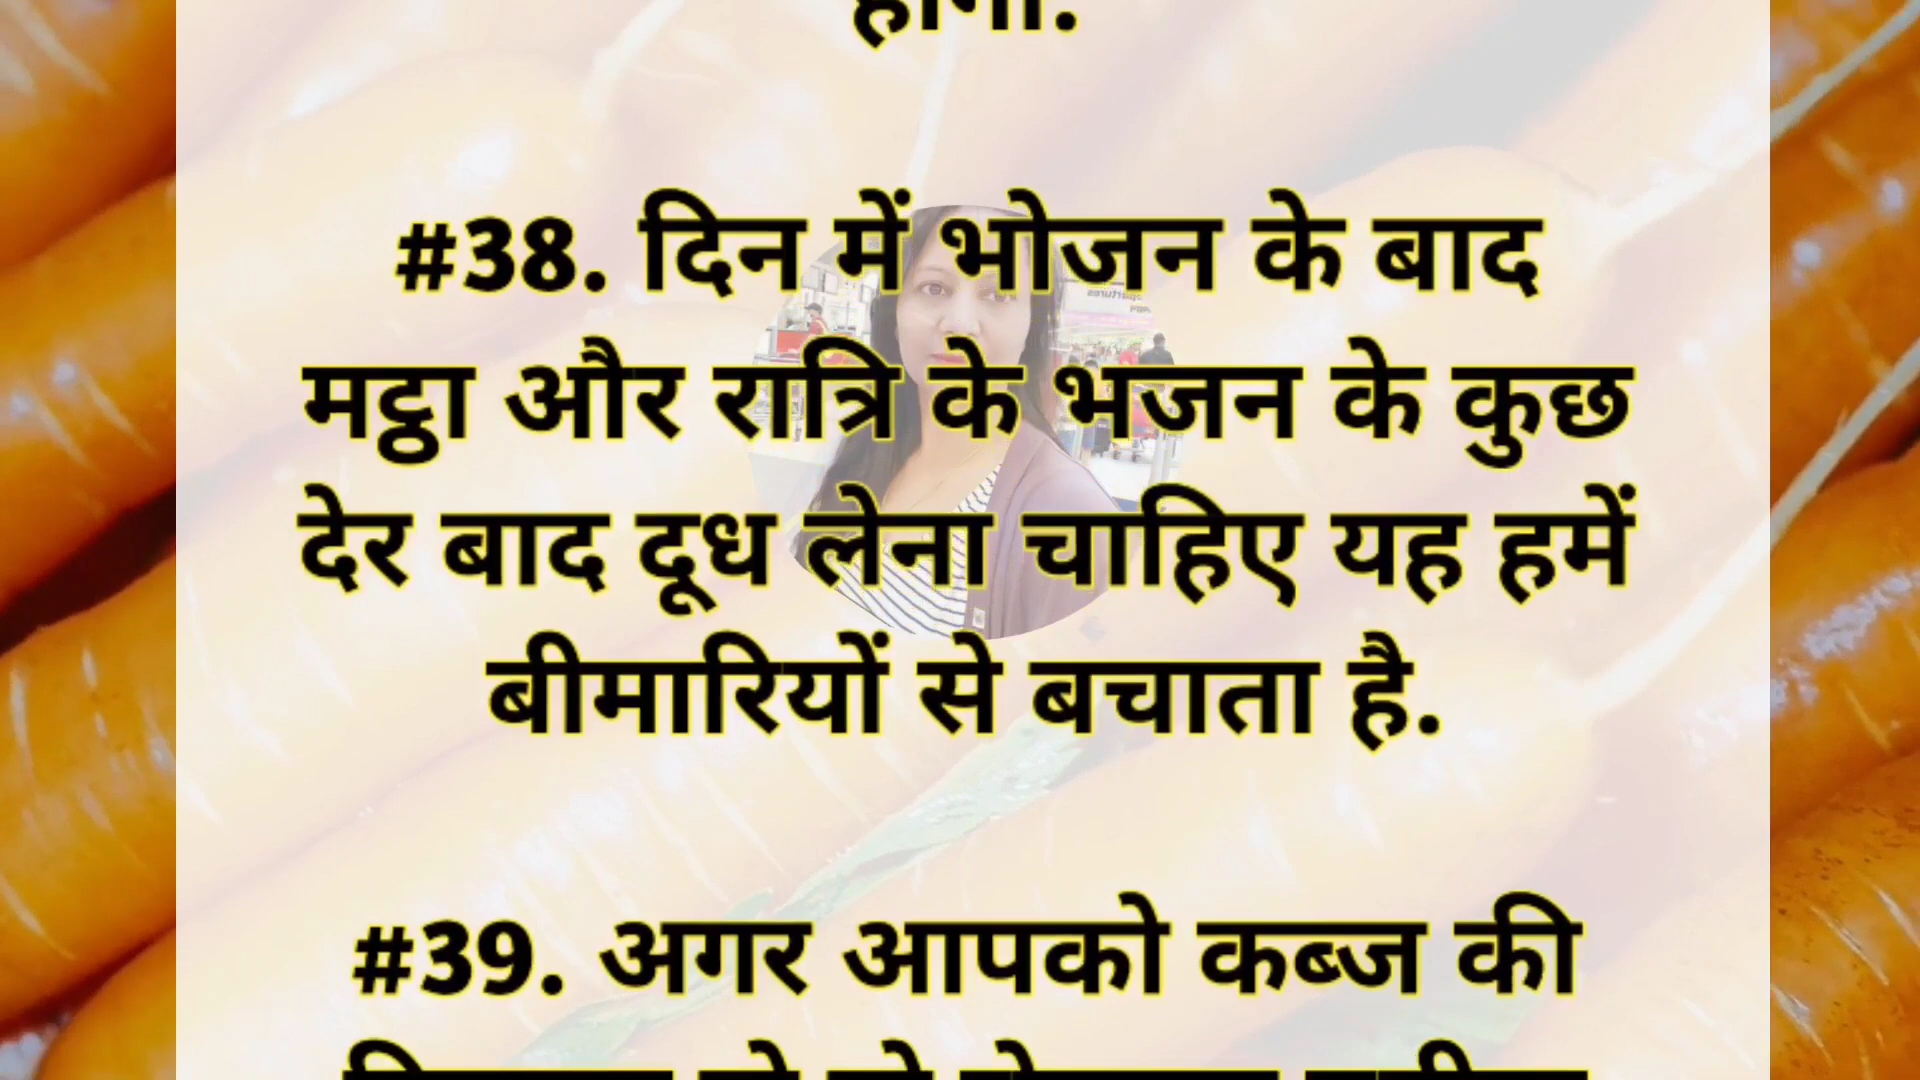 होगा.
#38. दिन में भोजन के बाद
मट्ठा और रात्रि के भजन के कुछ
देर बाद दूध लेना चाहिए यह हमें
बीमारियों से बचाता है.
#39. अगर आपको कब्ज की